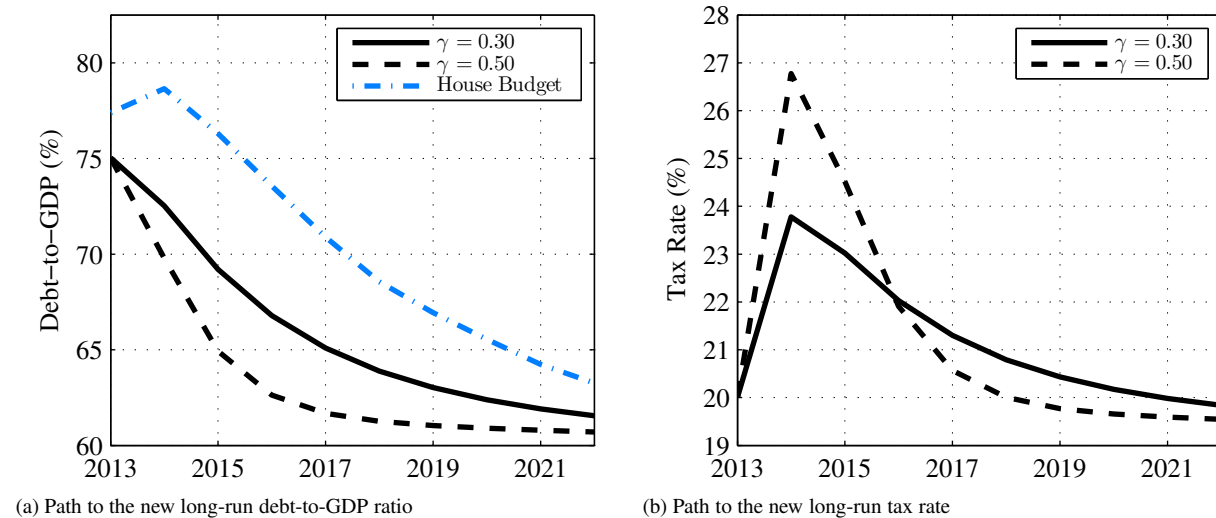 80
75
70
65
60
Debt−to−GDP (%)
γ = 0.30
γ = 0.50
House Budget
2013 2015 2017 2019 2021
(a) Path to the new long-run debt-to-GDP ratio
28
27
26
25
24
23
22
21
20
19
Tax Rate (%)
γ = 0.30
γ = 0.50
2013 2015 2017 2019 2021
(b) Path to the new long-run tax rate